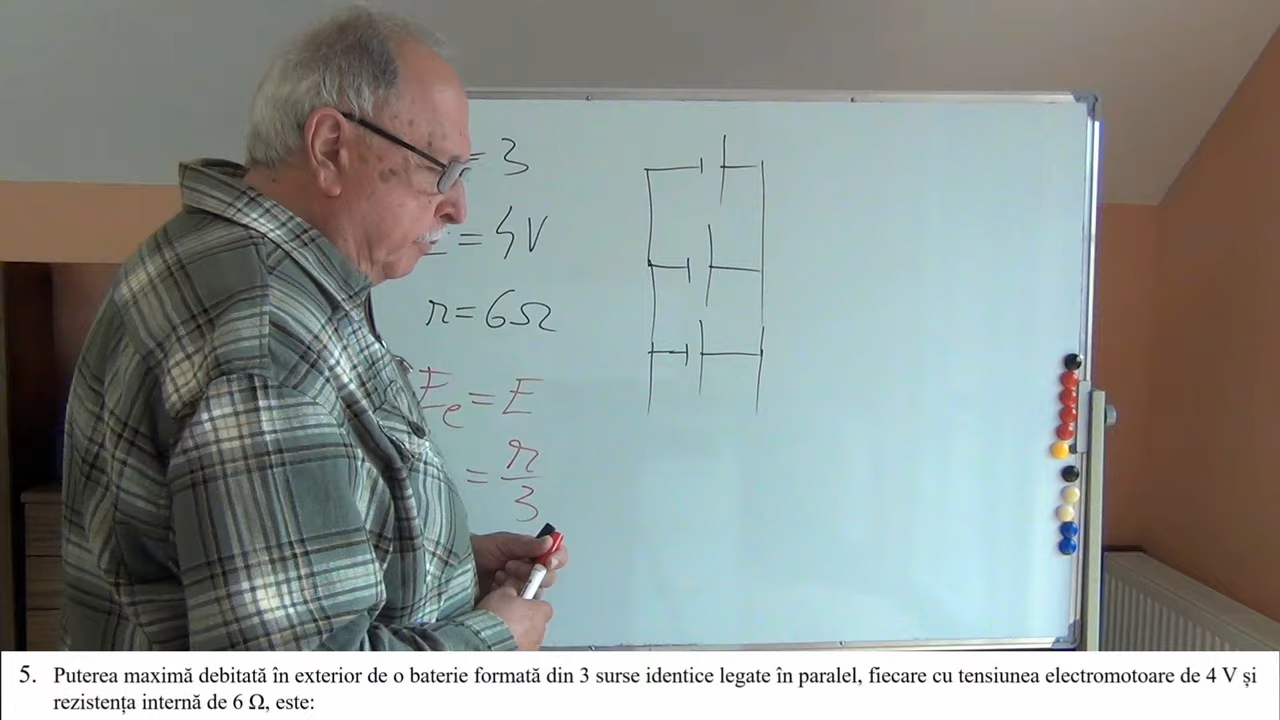 = 3
= 4V
r = 6Ω
E_e = E
= r/3
5. Puterea maximă debitată în exterior de o baterie formată din 3 surse identice legate în paralel, fiecare cu tensiunea electromotoare de 4 V și
rezistența internă de 6 Ω, este: